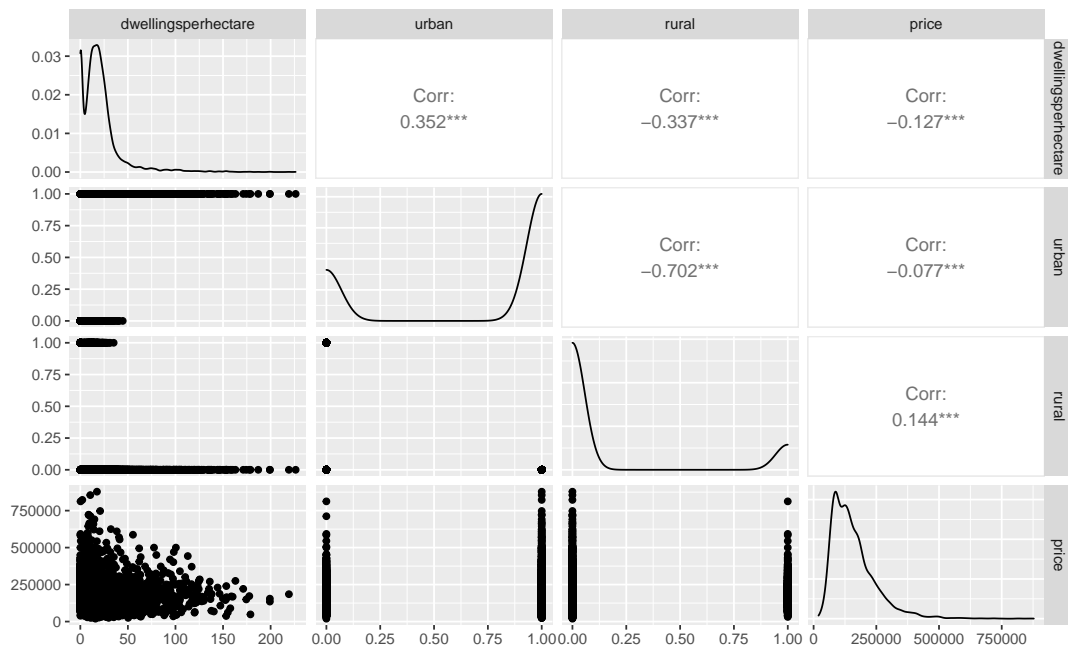 dwellingsperhectare urban rural price
0.03
0.02
0.01
0.00
Corr:
0.352***
Corr:
−0.337***
Corr:
−0.127***
dwellingsperhectare
1.00
0.75
0.50
0.25
0.00
Corr:
−0.702***
Corr:
−0.077***
urban
1.00
0.75
0.50
0.25
0.00
Corr:
0.144***
rural
750000
500000
250000
0
price
0 50 100 150 200
0.00 0.25 0.50 0.75 1.00
0.00 0.25 0.50 0.75 1.00
0 250000 500000 750000